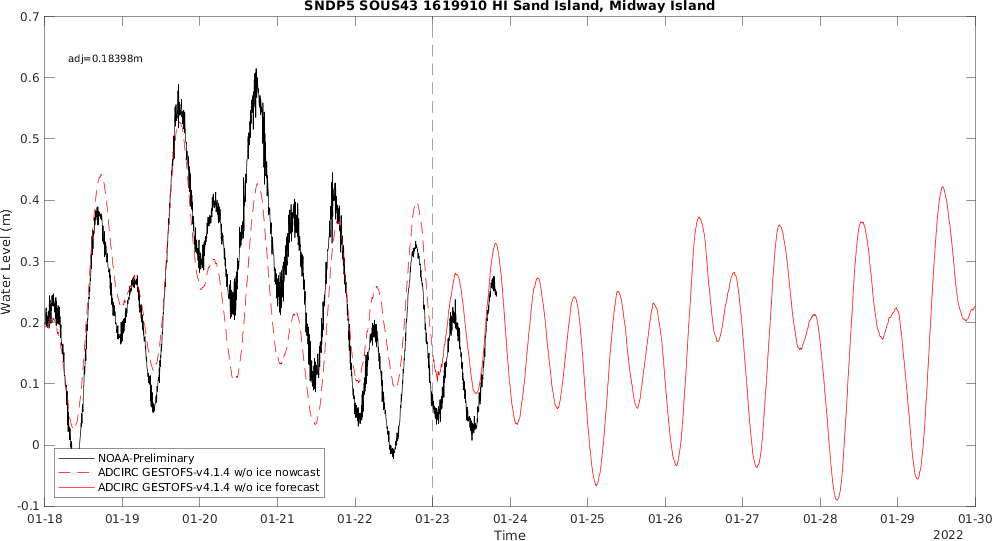 SNDP5 SOUS43 1619910 HI Sand Island, Midway Island
adj=0.18398m
Water Level (m)
0.7
0.6
0.5
0.4
0.3
0.2
0.1
0
-0.1
NOAA-Preliminary
ADCIRC GESTOFS-v4.1.4 w/o ice nowcast
ADCIRC GESTOFS-v4.1.4 w/o ice forecast
01-18 01-19 01-20 01-21 01-22 01-23 01-24 01-25 01-26 01-27 01-28 01-29 01-30
Time
2022